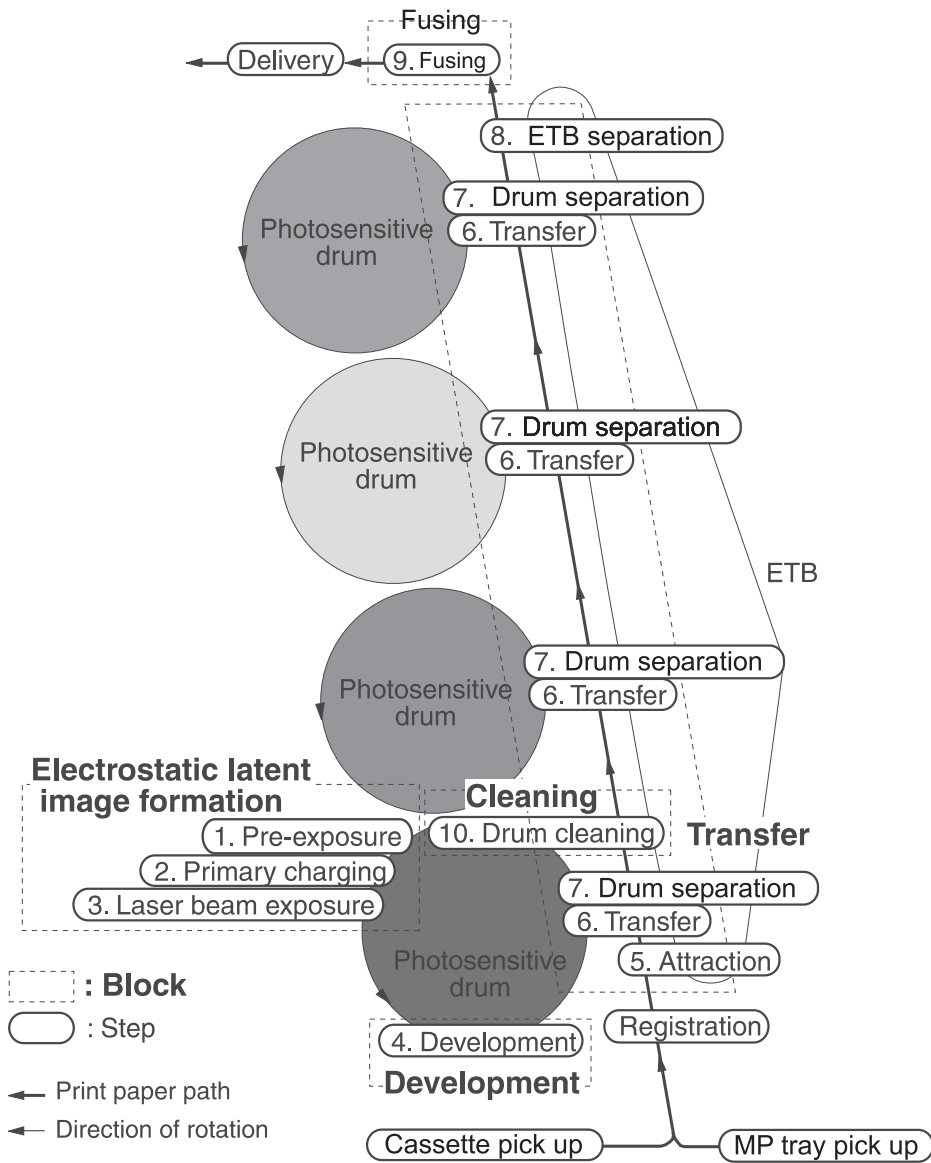 Fusing
Delivery
9. Fusing
8. ETB separation
7. Drum separation
6. Transfer
Photosensitive
drum
7. Drum separation
6. Transfer
Photosensitive
drum
ETB
7. Drum separation
6. Transfer
Photosensitive
drum
Electrostatic latent
image formation
Cleaning
1. Pre-exposure
10. Drum cleaning
Transfer
2. Primary charging
3. Laser beam exposure
7. Drum separation
6. Transfer
Photosensitive
drum
5. Attraction
: Block
: Step
Registration
4. Development
Development
Print paper path
Direction of rotation
Cassette pick up
MP tray pick up